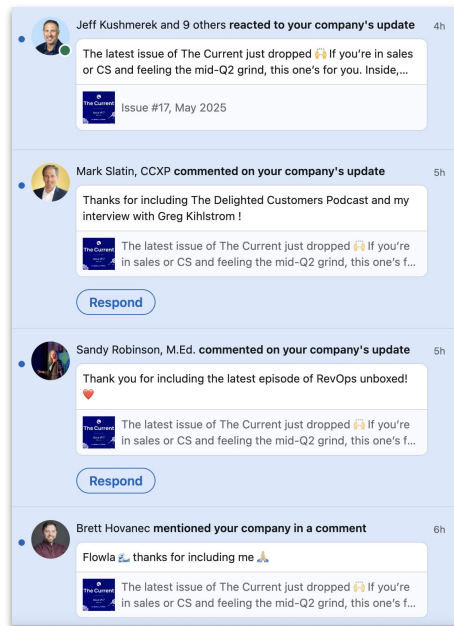 Jeff Kushmerek and 9 others reacted to your company's update 4h
The latest issue of The Current just dropped 🙌🏻 If you're in sales
or CS and feeling the mid-Q2 grind, this one's for you. Inside,...
The Current
Issue #17, May 2025
Mark Slatin, CCXP commented on your company's update 5h
Thanks for including The Delighted Customers Podcast and my
interview with Greg Kihlstrom !
The Current
The latest issue of The Current just dropped 🙌🏻 If you're
in sales or CS and feeling the mid-Q2 grind, this one's f...
Respond
Sandy Robinson, M.Ed. commented on your company's update 5h
Thank you for including the latest episode of RevOps unboxed!
❤️
The Current
The latest issue of The Current just dropped 🙌🏻 If you're
in sales or CS and feeling the mid-Q2 grind, this one's f...
Respond
Brett Hovanec mentioned your company in a comment 6h
Flowla 🌊 thanks for including me 🙏🏼
The Current
The latest issue of The Current just dropped 🙌🏻 If you're
in sales or CS and feeling the mid-Q2 grind, this one's f...